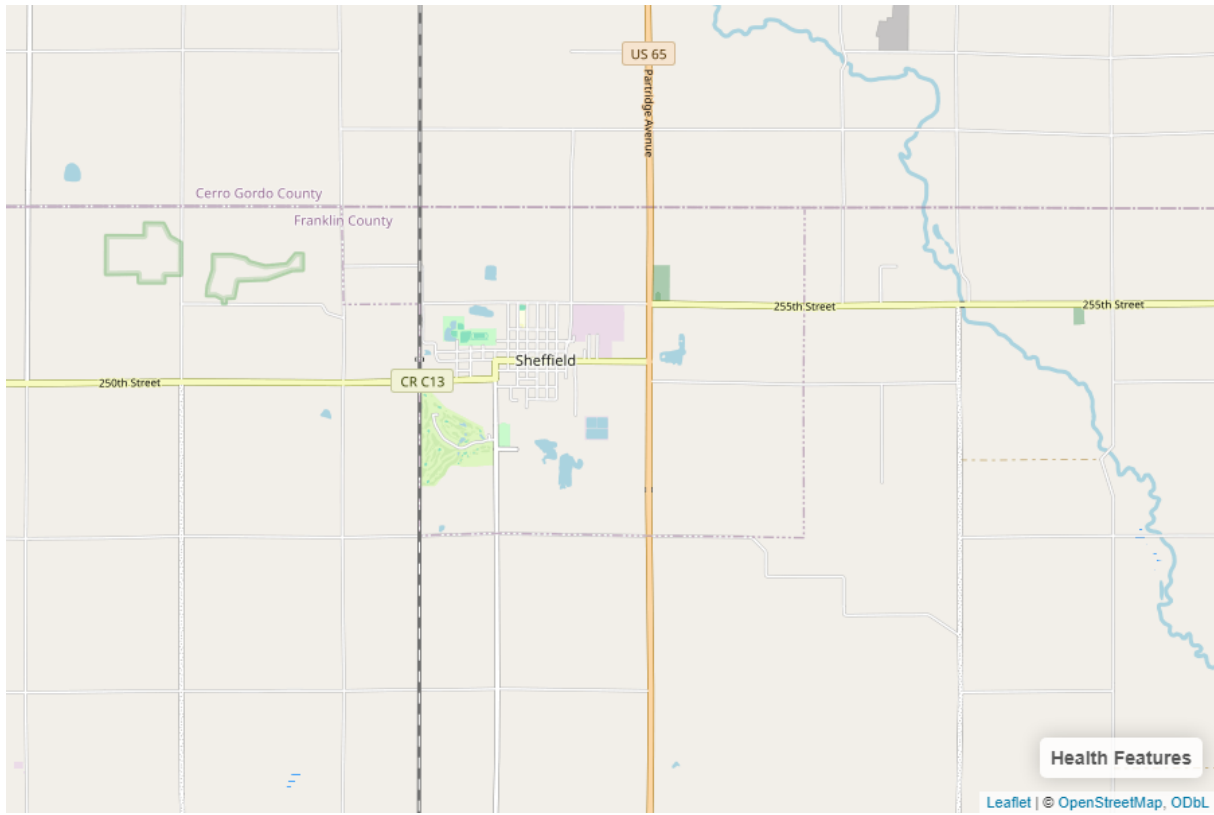 US 65
Partridge Avenue
Cerro Gordo County
Franklin County
255th Street
255th Street
Sheffield
250th Street
CR C13
Health Features
Leaflet | © OpenStreetMap, ODbL